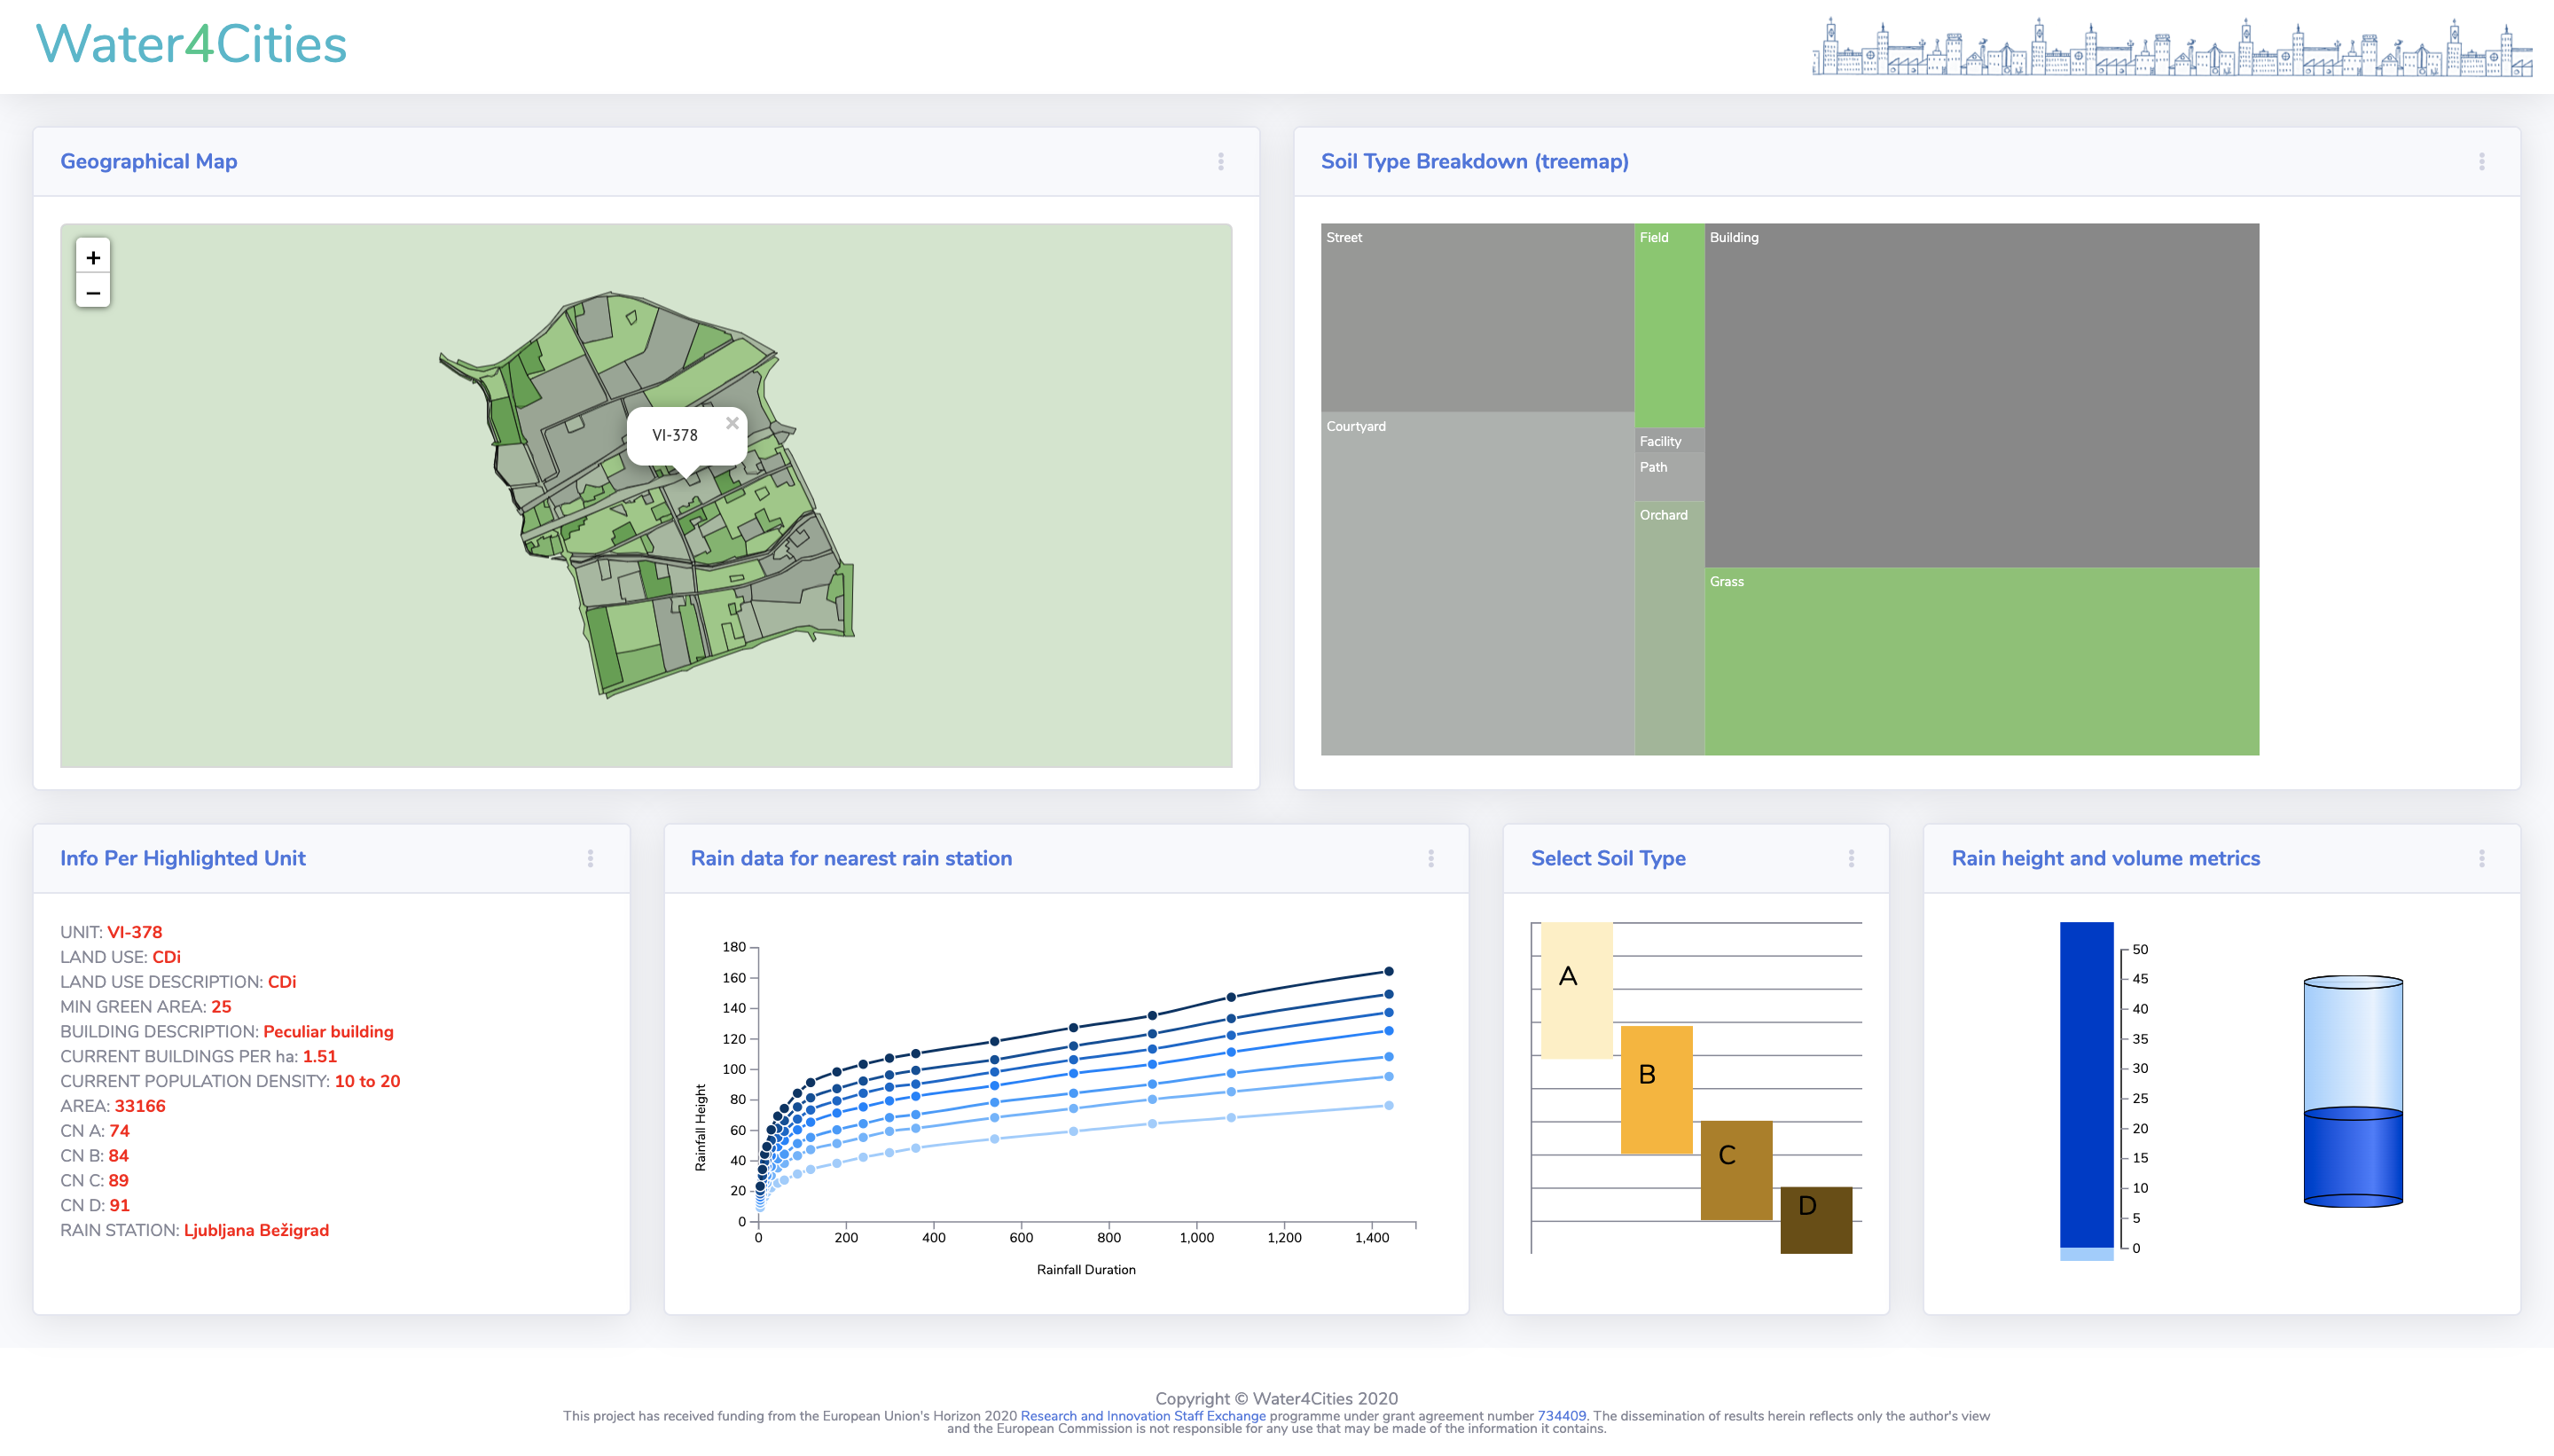 Water4Cities
Geographical Map
+
−
VI-378
×
Soil Type Breakdown (treemap)
Street
Field
Building
Courtyard
Facility
Path
Orchard
Grass
Info Per Highlighted Unit
UNIT: VI-378
LAND USE: CDi
LAND USE DESCRIPTION: CDi
MIN GREEN AREA: 25
BUILDING DESCRIPTION: Peculiar building
CURRENT BUILDINGS PER ha: 1.51
CURRENT POPULATION DENSITY: 10 to 20
AREA: 33166
CN A: 74
CN B: 84
CN C: 89
CN D: 91
RAIN STATION: Ljubljana Bežigrad
Rain data for nearest rain station
180
160
140
120
100
80
60
40
20
0
Rainfall Height
0 200 400 600 800 1,000 1,200 1,400
Rainfall Duration
Select Soil Type
A
B
C
D
Rain height and volume metrics
50
45
40
35
30
25
20
15
10
5
0
Copyright © Water4Cities 2020
This project has received funding from the European Union's Horizon 2020 Research and Innovation Staff Exchange programme under grant agreement number 734409. The dissemination of results herein reflects only the author's view
and the European Commission is not responsible for any use that may be made of the information it contains.